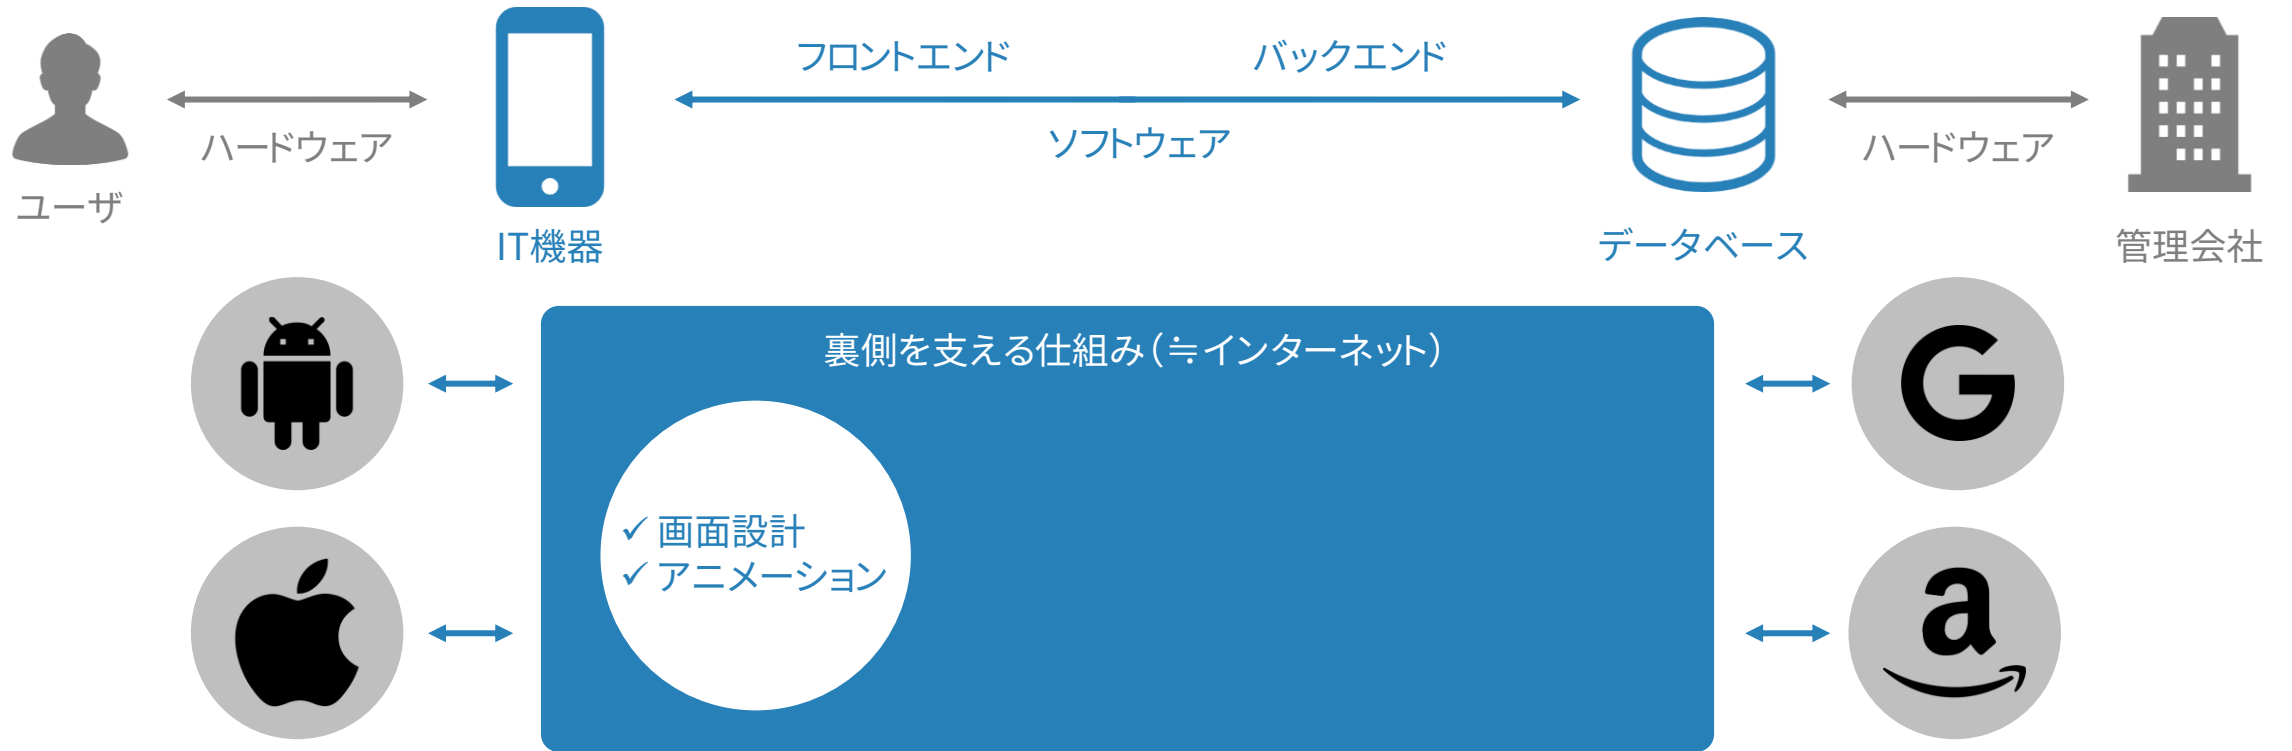 フロントエンド
バックエンド
ハードウェア
ソフトウェア
ハードウェア
ユーザ
IT機器
データベース
管理会社
裏側を支える仕組み(≒インターネット)
✓ 画面設計
✓ アニメーション